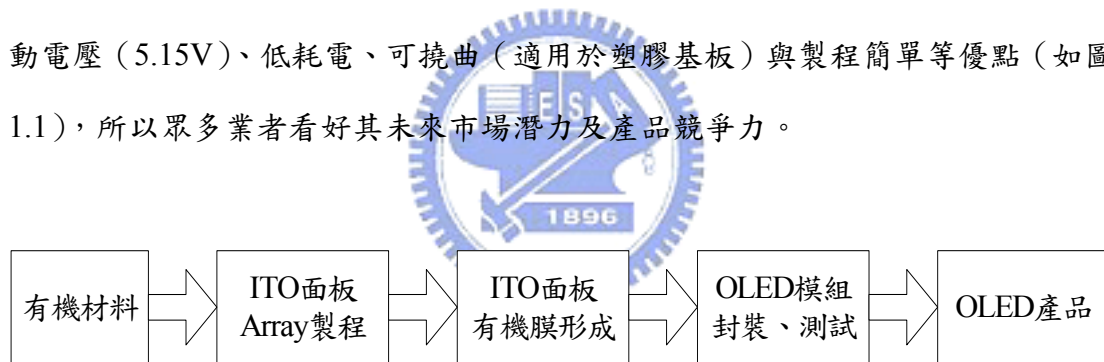 動電壓（5.15V）、低耗電、可撓曲（適用於塑膠基板）與製程簡單等優點（如圖
1.1），所以眾多業者看好其未來市場潛力及產品競爭力。
E S A
1896
有機材料
ITO面板
Array製程
ITO面板
有機膜形成
OLED模組
封裝、測試
OLED產品